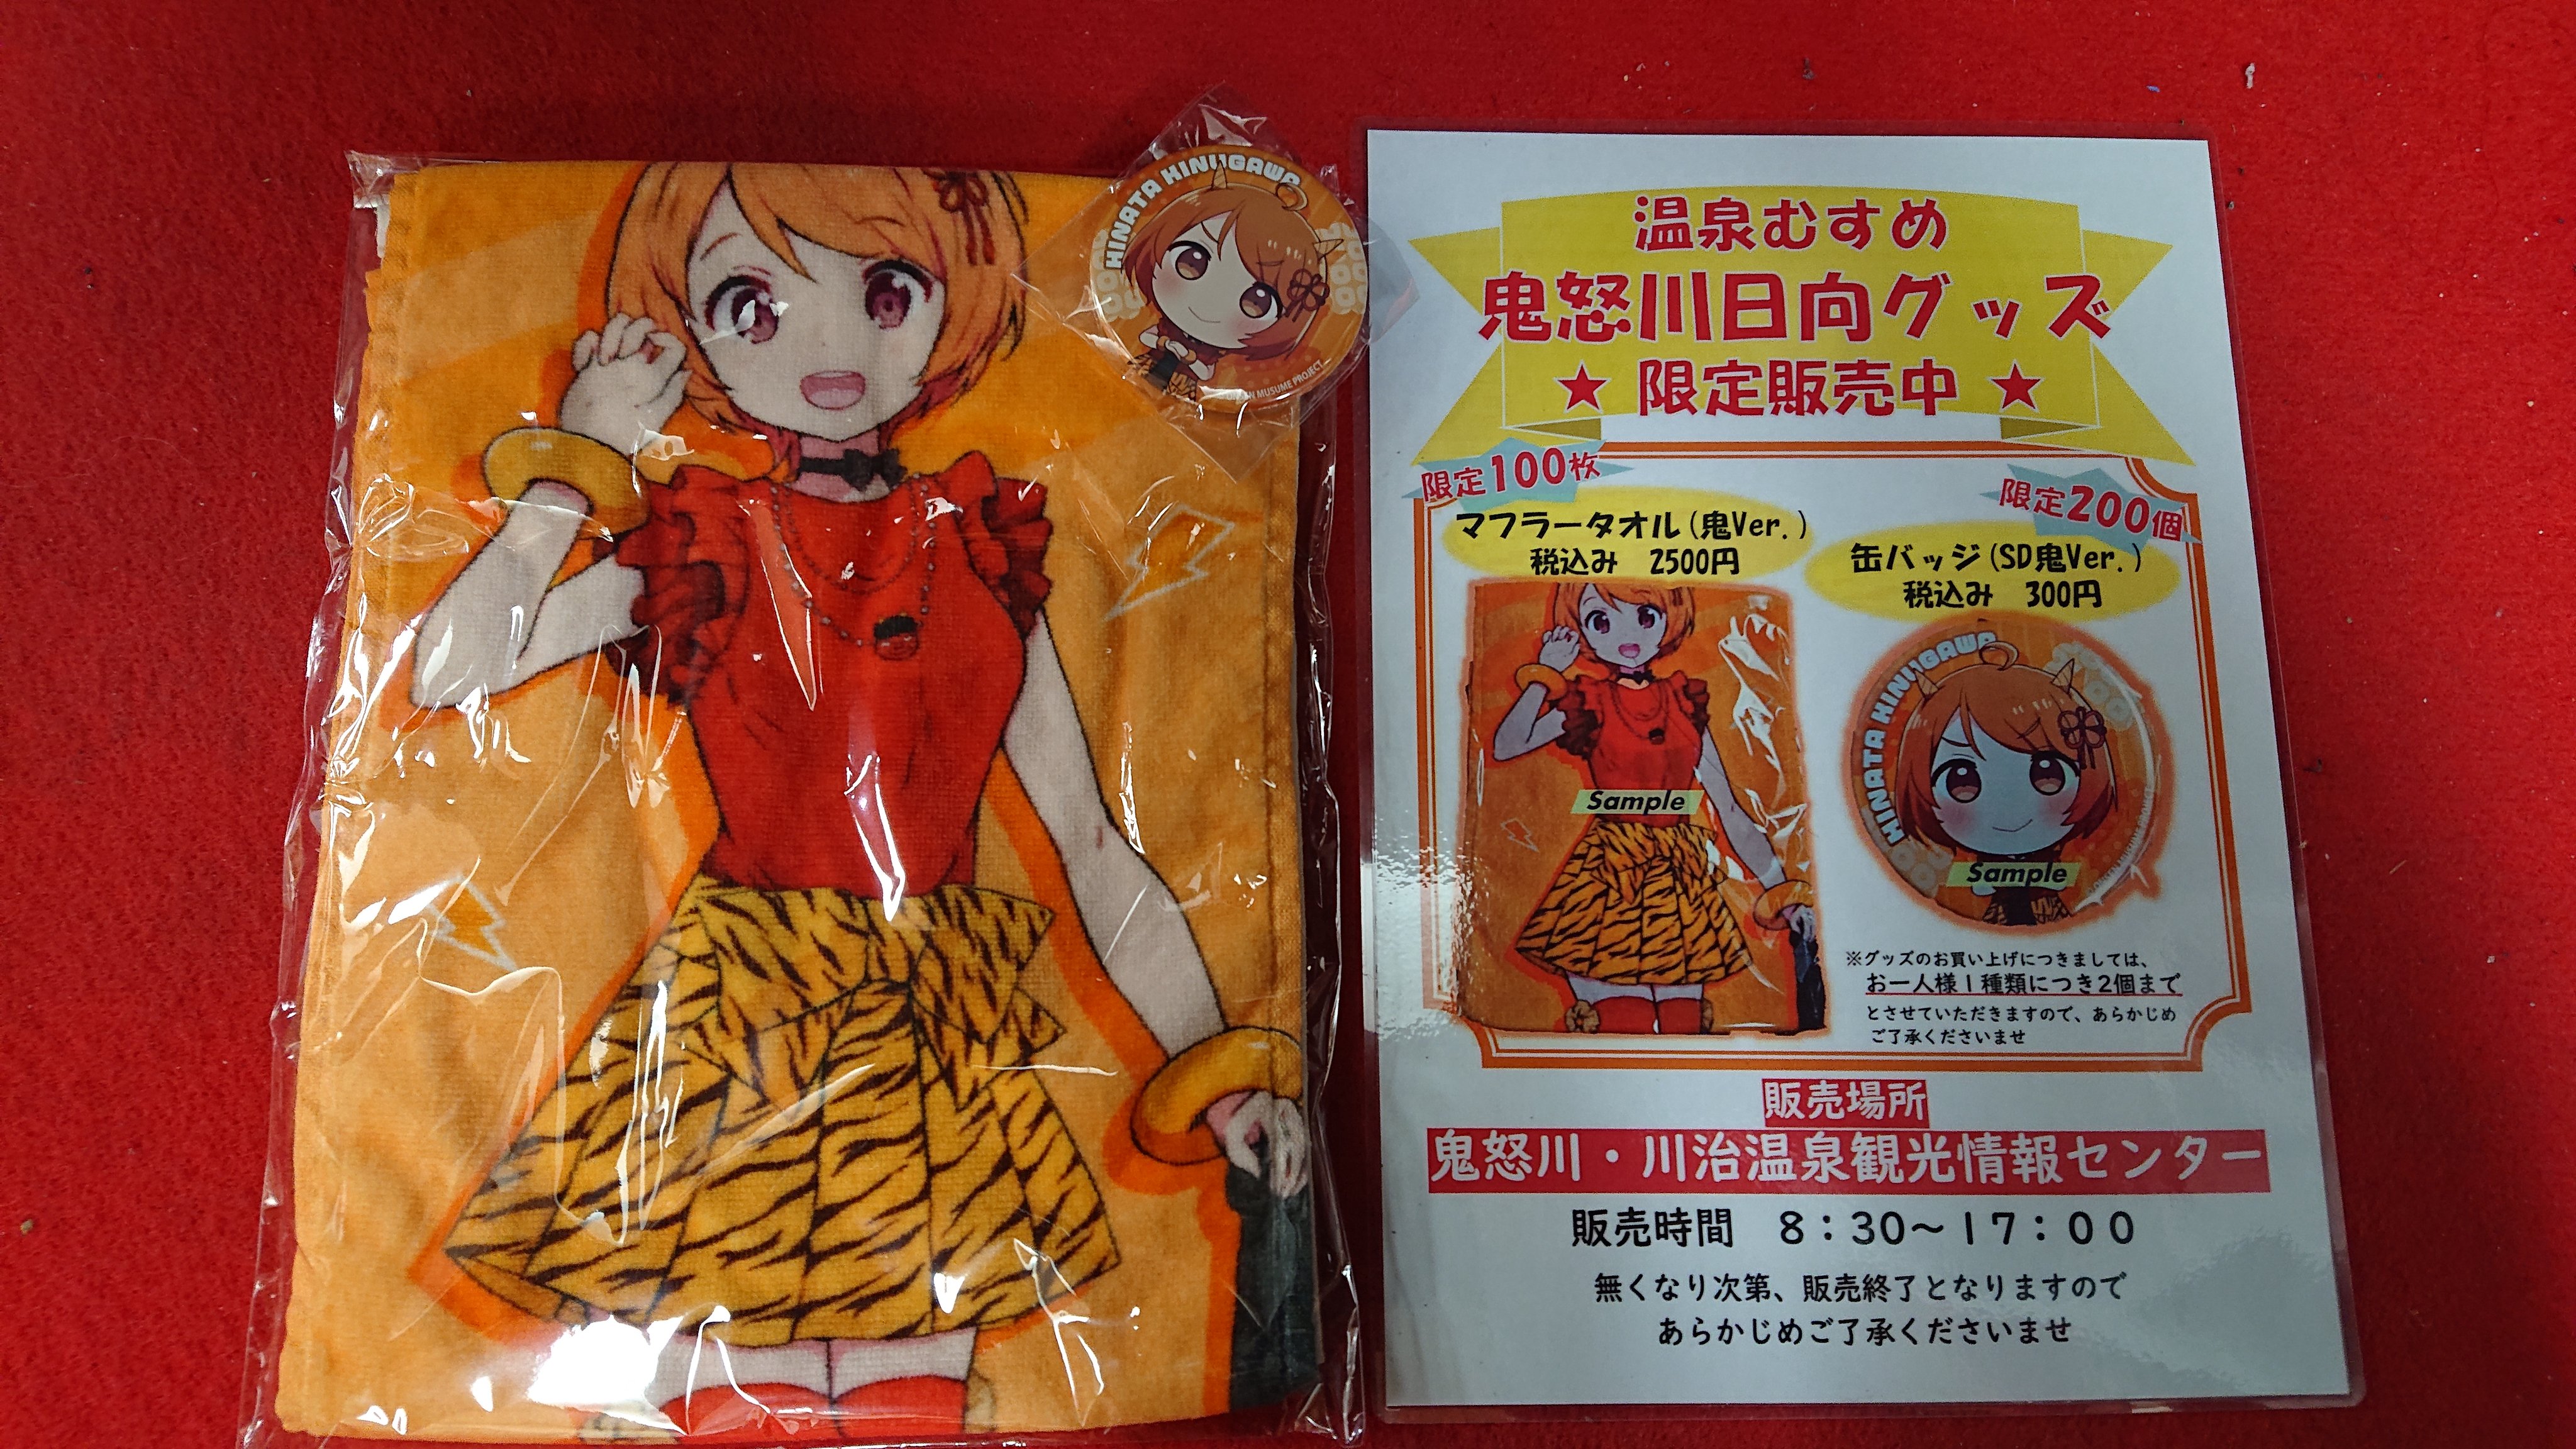 HINATA KINUGAWA
MUSUME PROJECT
温泉むすめ
鬼怒川日向グッズ
★ 限定販売中 ★
限定100枚
マフラータオル(鬼Ver.)
税込み 2500円
限定200個
缶バッジ(SD鬼Ver.)
税込み 300円
Sample
HINATA KINUGAWA
Sample
※グッズのお買い上げにつきましては、
お一人様1種類につき2個まで
とさせていただきますので、あらかじめ
ご了承くださいませ
販売場所
鬼怒川・川治温泉観光情報センター
販売時間 8:30～17:00
無くなり次第、販売終了となりますので
あらかじめご了承くださいませ